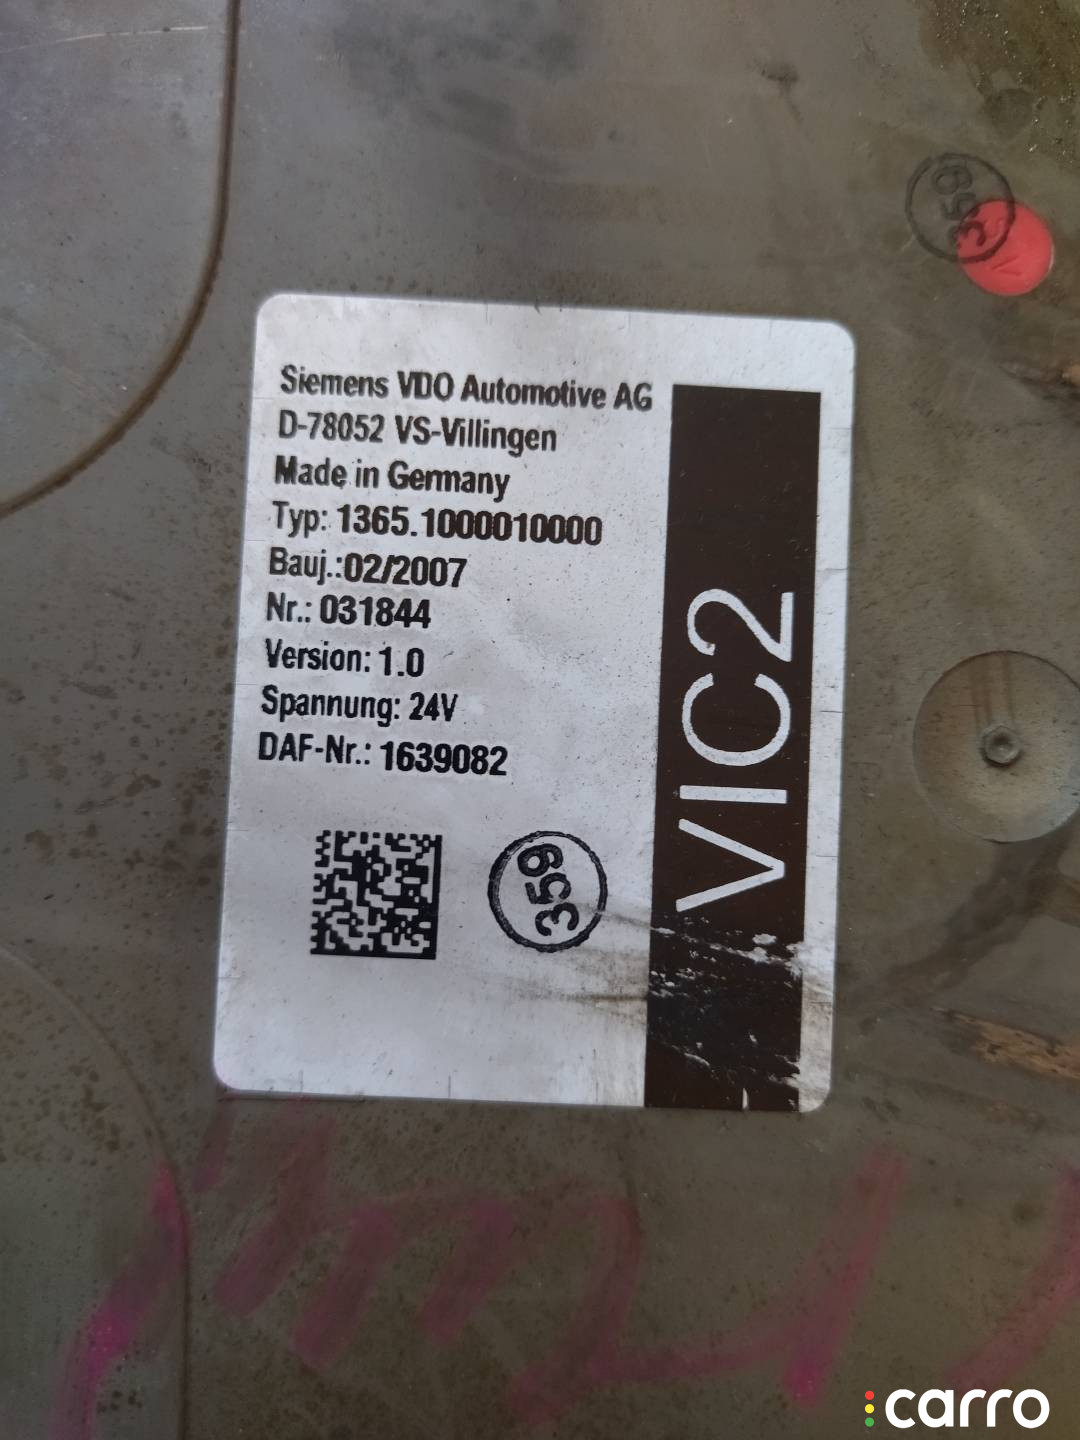 359
Siemens VDO Automotive AG
D-78052 VS-Villingen
Made in Germany
Typ: 1365.1000010000
Bauj.:02/2007
Nr.: 031844
Version: 1.0
Spannung: 24V
DAF-Nr.: 1639082
359
VIC2
carro